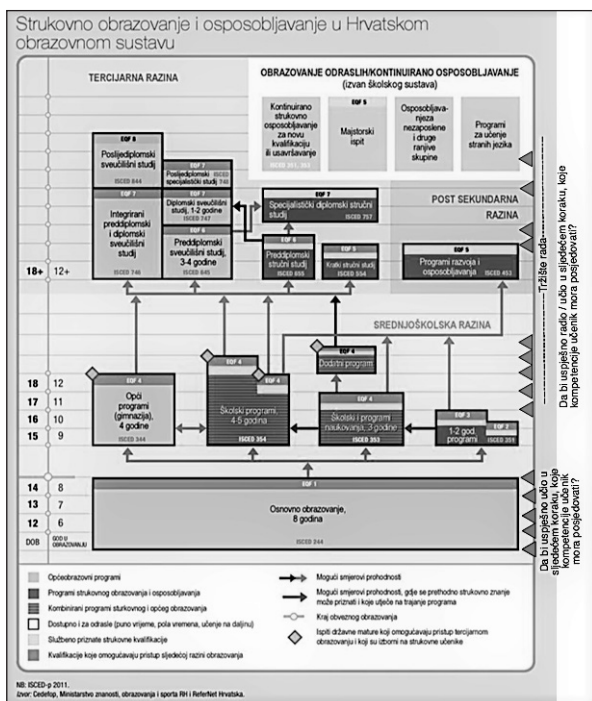 Strukovno obrazovanje i osposobljavanje u Hrvatskom
obrazovnom sustavu
TERCIJARNA RAZINA
OBRAZOVANJE ODRASLIH/KONTINUIRANO OSPOSOBLJAVANJE
(izvan školskog sustava)
Kontinuirano
strukovno
osposobljavanje
za novu
kvalifikaciju
ili usavršavanje
EQF 5
Majstorski
ispit
Osposoblja-
vanje za
nezaposlene
i druge
ranjive
skupine
Programi
za učenje
stranih jezika
EQF 8
Poslijediplomski
sveučilišni studij
ISCED 844
EQF 7
Poslijediplomski
specijalistički studij
EQF 7
Integrirani
preddiplomski
i diplomski
sveučilišni
studij
ISCED 746
EQF 7
Diplomski sveučilišni
studij, 1-2 godine
ISCED 747
EQF 6
Preddiplomski
sveučilišni studij,
3-4 godine
ISCED 645
EQF 7
Specijalistički diplomski stručni
studij
ISCED 757
EQF 6
Preddiplomski
stručni studij
ISCED 655
EQF 5
Kratki stručni studij
ISCED 554
POST SEKUNDARNA
RAZINA
EQF 5
Programi razvoja i
osposobljavanja
ISCED 453
18+ 12+
SREDNJOŠKOLSKA RAZINA
EQF 4
Dodatni program
18 12
17 11
16 10
15 9
EQF 4
Opći
programi
(gimnazija),
4 godine
ISCED 344
EQF 4
EQF 4
Školski programi,
4-5 godina
ISCED 354
EQF 4
Školski i programi
naukovanja, 3 godine
ISCED 353
EQF 3
EQF 2
1-2 god.
programi
ISCED 351
14 8
13 7
12 6
DOB GOD U OBRAZOVANJU
EQF 1
Osnovno obrazovanje,
8 godina
ISCED 244
Općeobrazovni programi
Programi strukovnog obrazovanja i osposobljavanja
Kombinirani programi sturkovnog i općeg obrazovanja
Dostupno i za odrasle (puno vrijeme, pola vremena, učenje na daljinu)
Službeno priznate strukovne kvalifikacije
Kvalifikacije koje omogućavaju pristup sljedećoj razini obrazovanja
Mogući smjerovi prohodnosti
Mogući smjerovi prohodnosti, gdje se prethodno strukovno znanje
može priznati i koje utječe na trajanje programa
Kraj obveznog obrazovanja
Ispiti državne mature koji omogućavaju pristup tercijarnom
obrazovanju i koji su izborni na strukovne učenike
NB: ISCED-p 2011.
Izvor: Cedefop, Ministarstvo znanosti, obrazovanja i sporta RH i ReferNet Hrvatska.
Tržište rada
Da bi uspješno radio / učio u sljedećem koraku, koje
kompetencije učenik mora posjedovati?
Da bi uspješno učio u
sljedećem koraku, koje
kompetencije učenik
mora posjedovati?